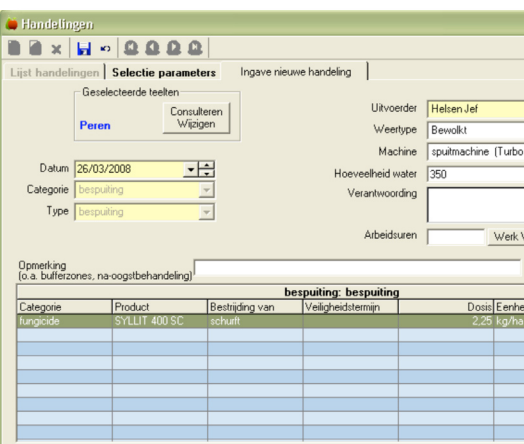 Handelingen
Lijst handelingen Selectie parameters Ingave nieuwe handeling
Geselecteerde teelten
Peren
Consulteren
Wijzigen
Datum 26/03/2008
Categorie bespuiting
Type bespuiting
Uitvoerder Helsen Jef
Weertype Bewolkt
Machine spuitmachine (Turbo
Hoeveelheid water 350
Verantwoording
Arbeidsuren Werk V
Opmerking
(o.a. bufferzones, na-oogstbehandeling)
bespuiting: bespuiting
Categorie Product Bestrijding van Veiligheidstermijn Dosis Eenhe
fungicide SYLLIT 400 SC schurft 2,25 kg/ha